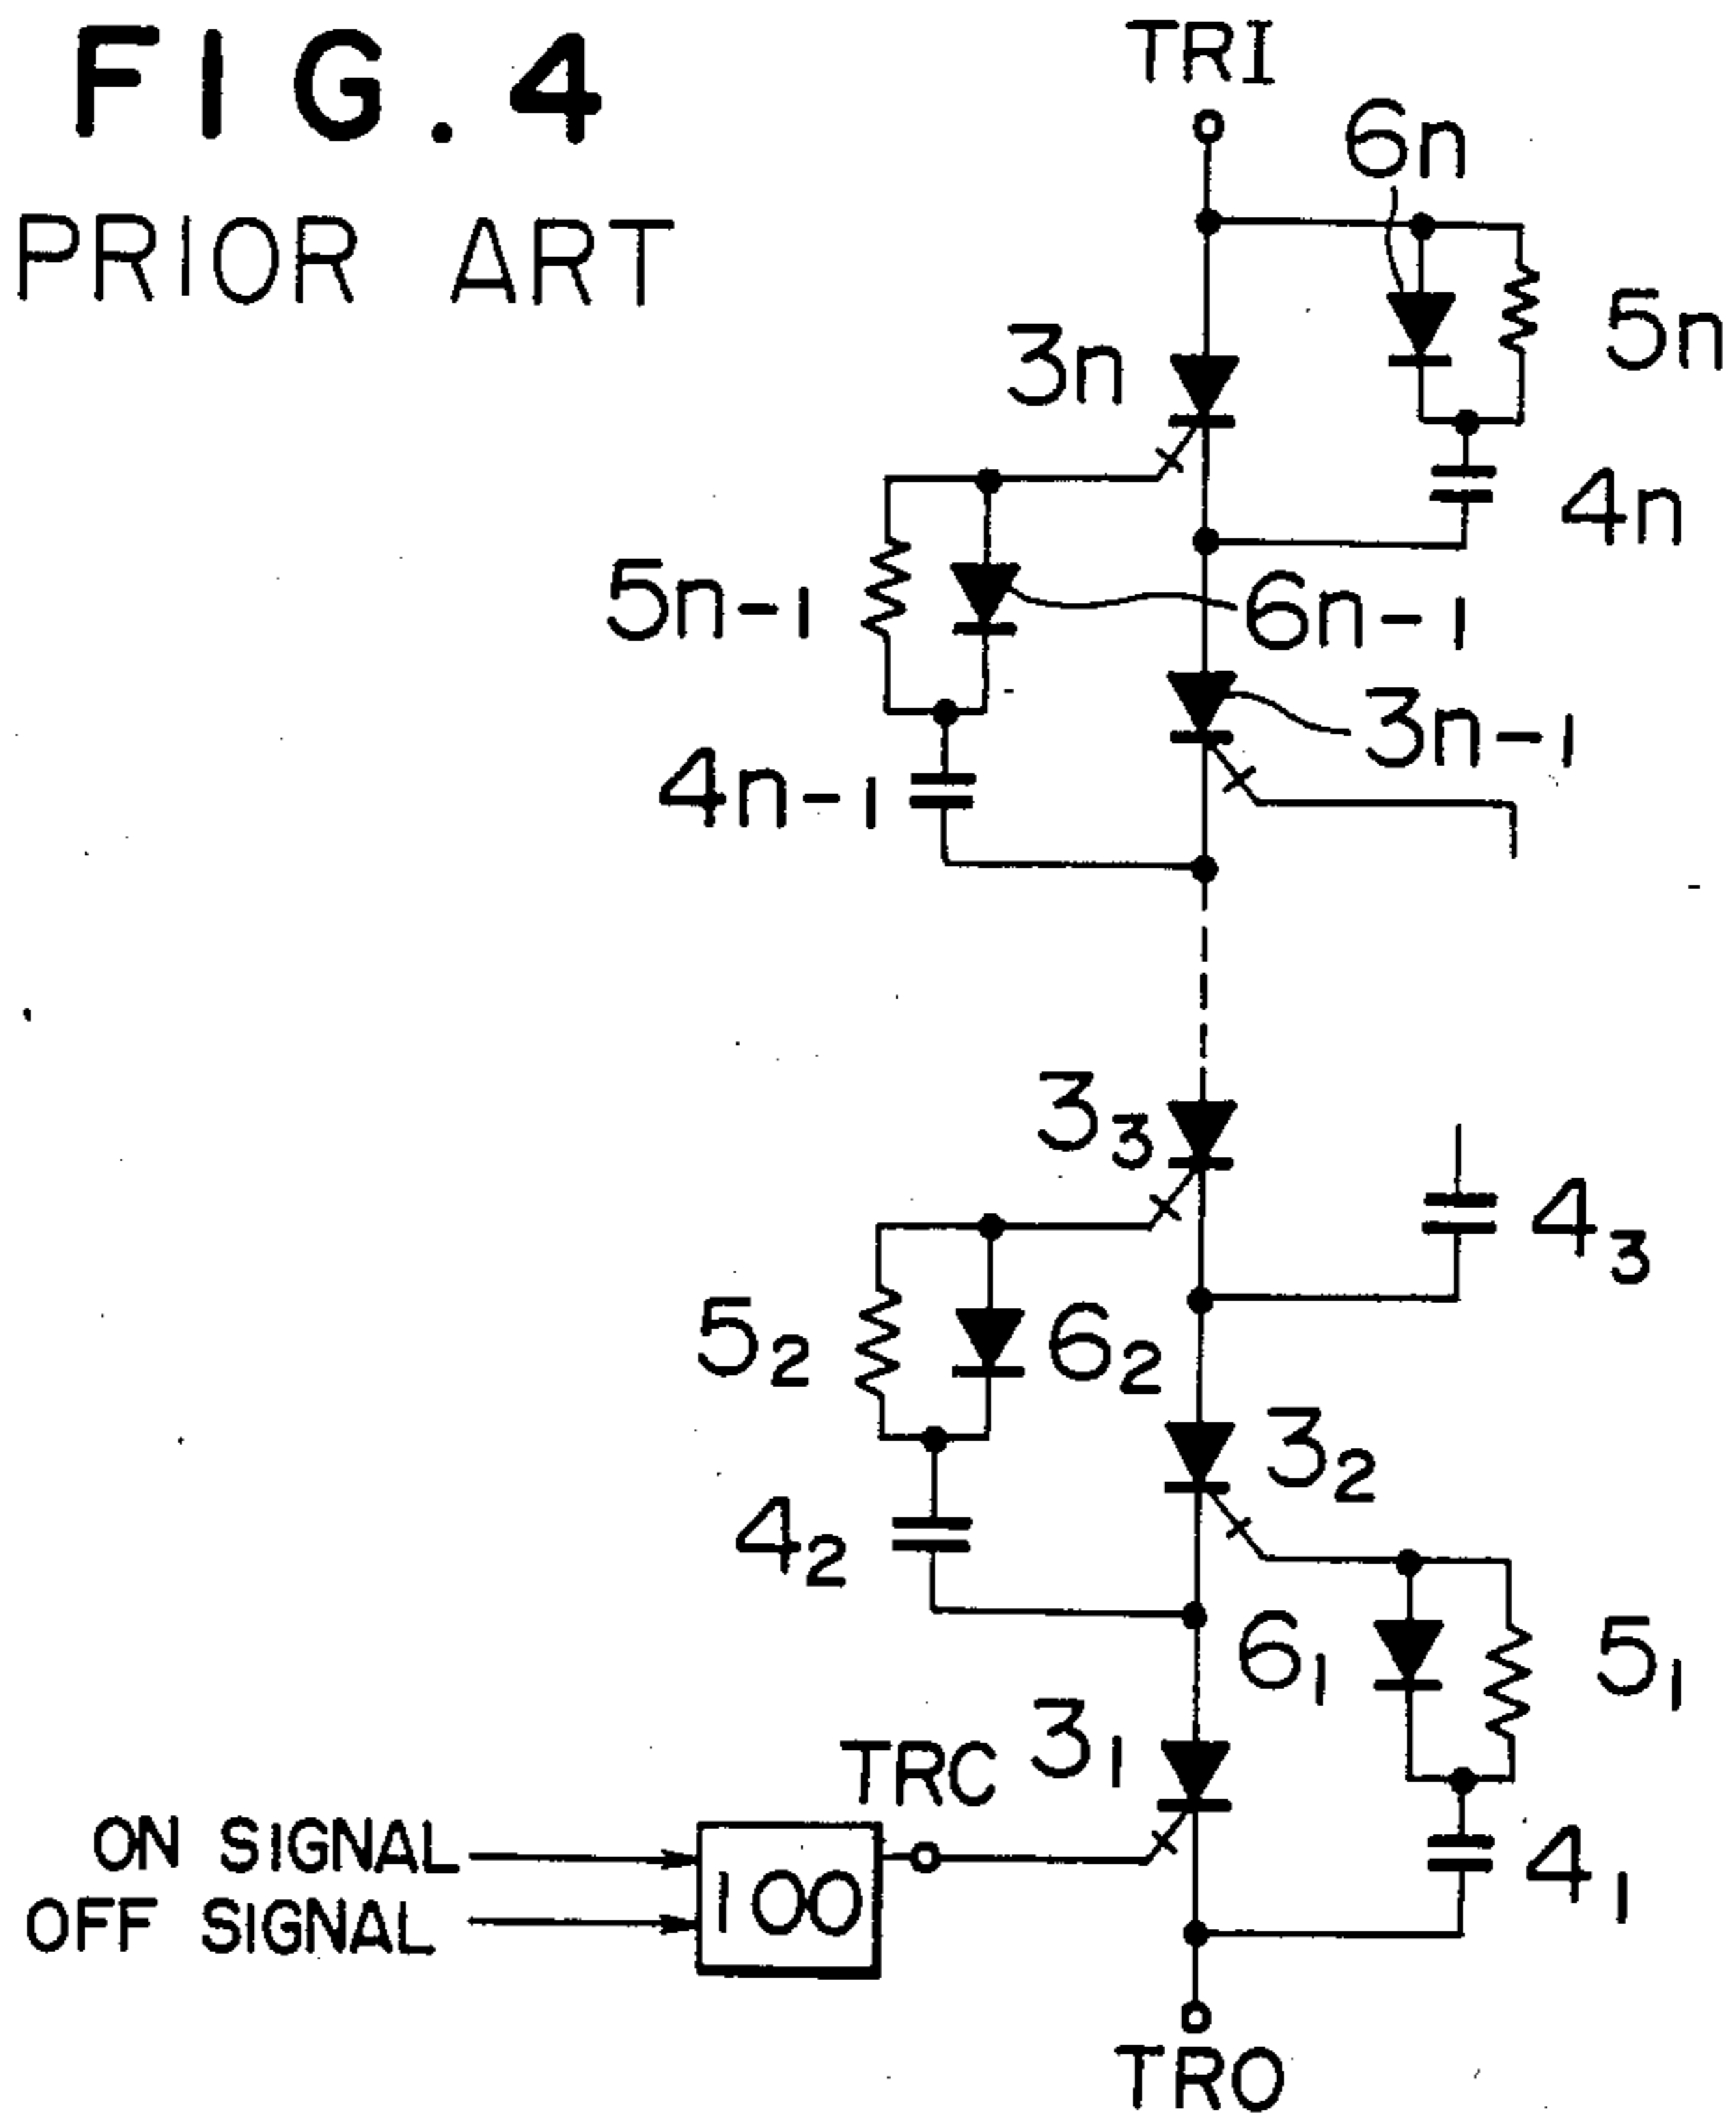 FIG.4
PRIOR ART
TRI
6n
5n
3n
4n
5n-1
6n-1
3n-1
4n-1
3₃
4₃
5₂
6₂
3₂
4₂
6₁
5₁
3₁
TRC
ON SIGNAL
100
4₁
OFF SIGNAL
TRO